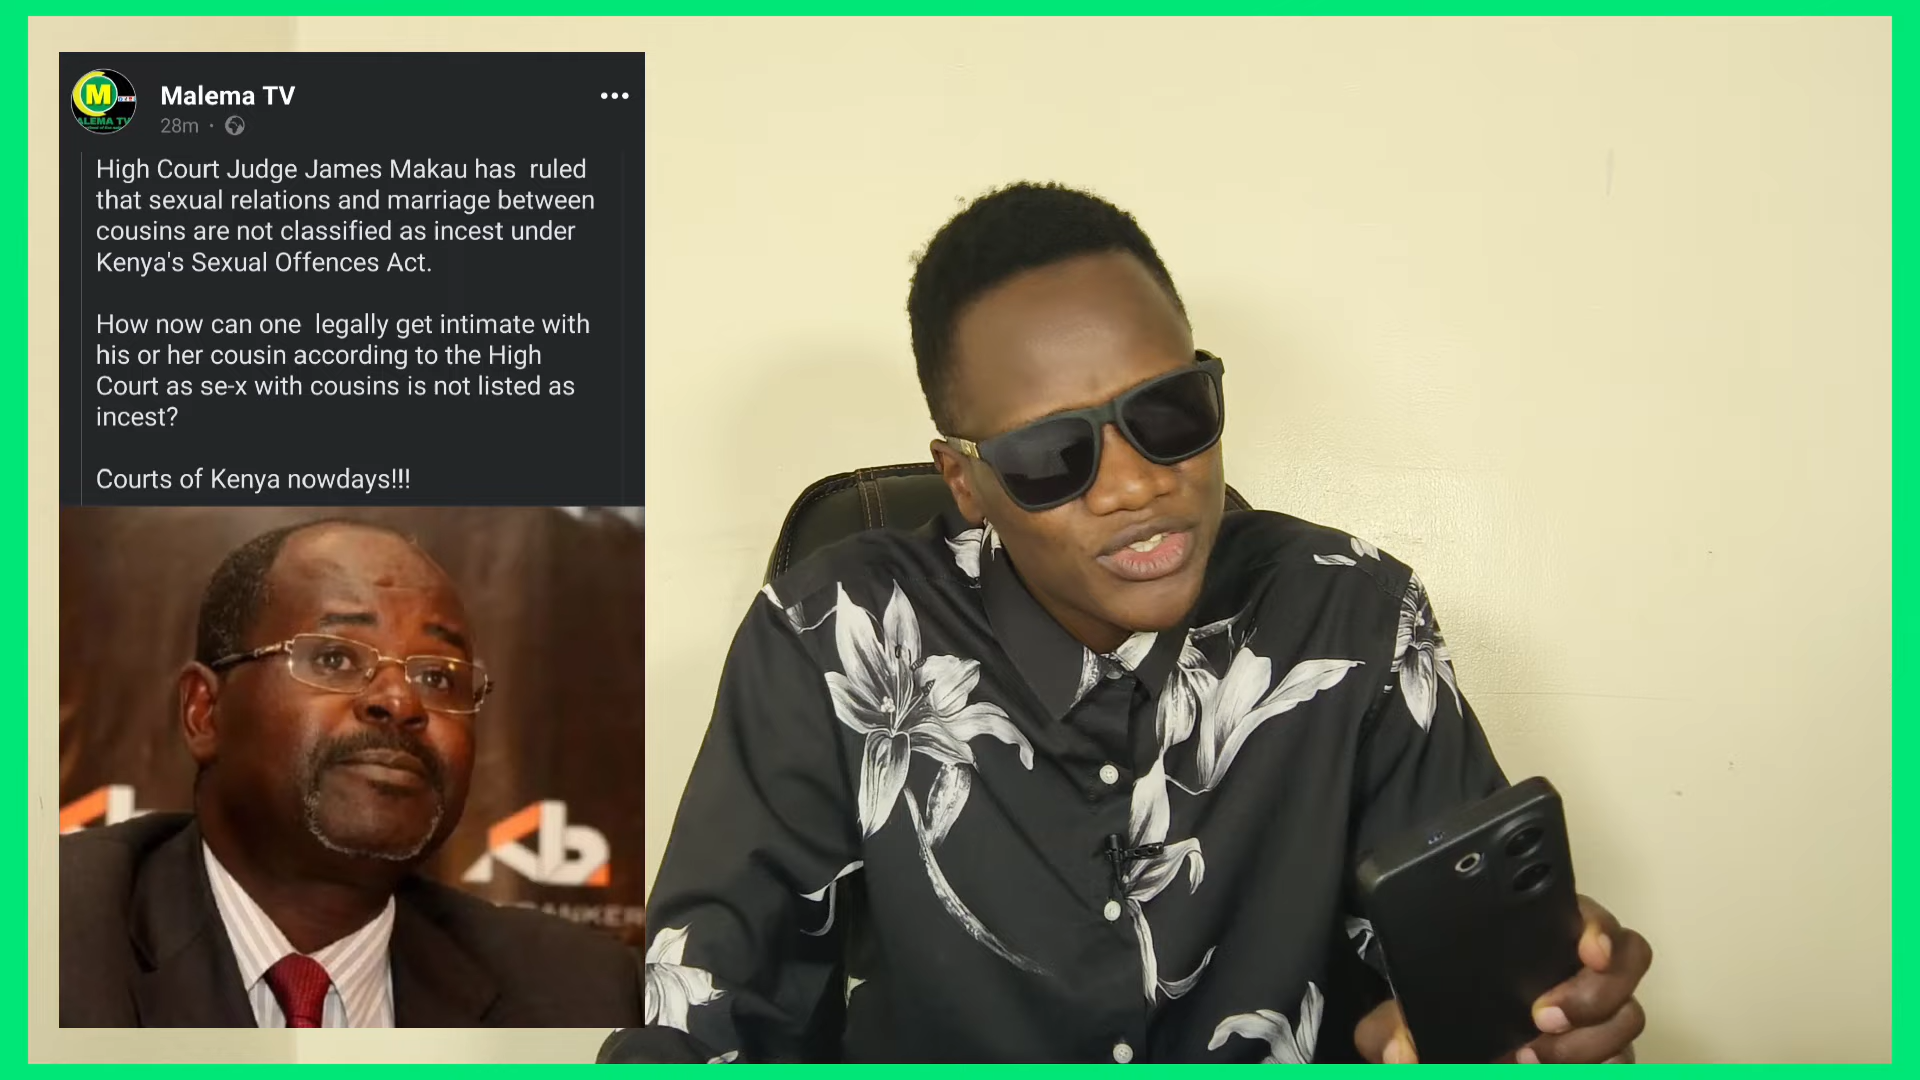 Malema TV
28m ·
High Court Judge James Makau has ruled
that sexual relations and marriage between
cousins are not classified as incest under
Kenya's Sexual Offences Act.
How now can one legally get intimate with
his or her cousin according to the High
Court as se-x with cousins is not listed as
incest?
Courts of Kenya nowdays!!!
M
ALEMA TV